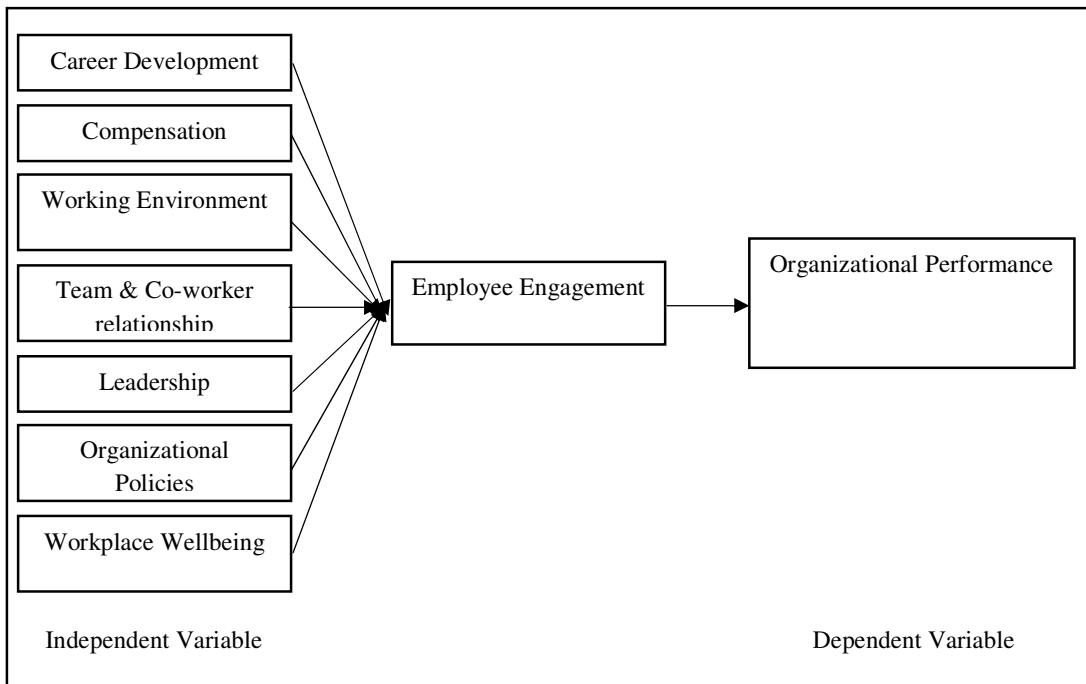 Career Development
Compensation
Working Environment
Team & Co-worker
relationship
Leadership
Organizational
Policies
Workplace Wellbeing
Employee Engagement
Organizational Performance
Independent Variable
Dependent Variable